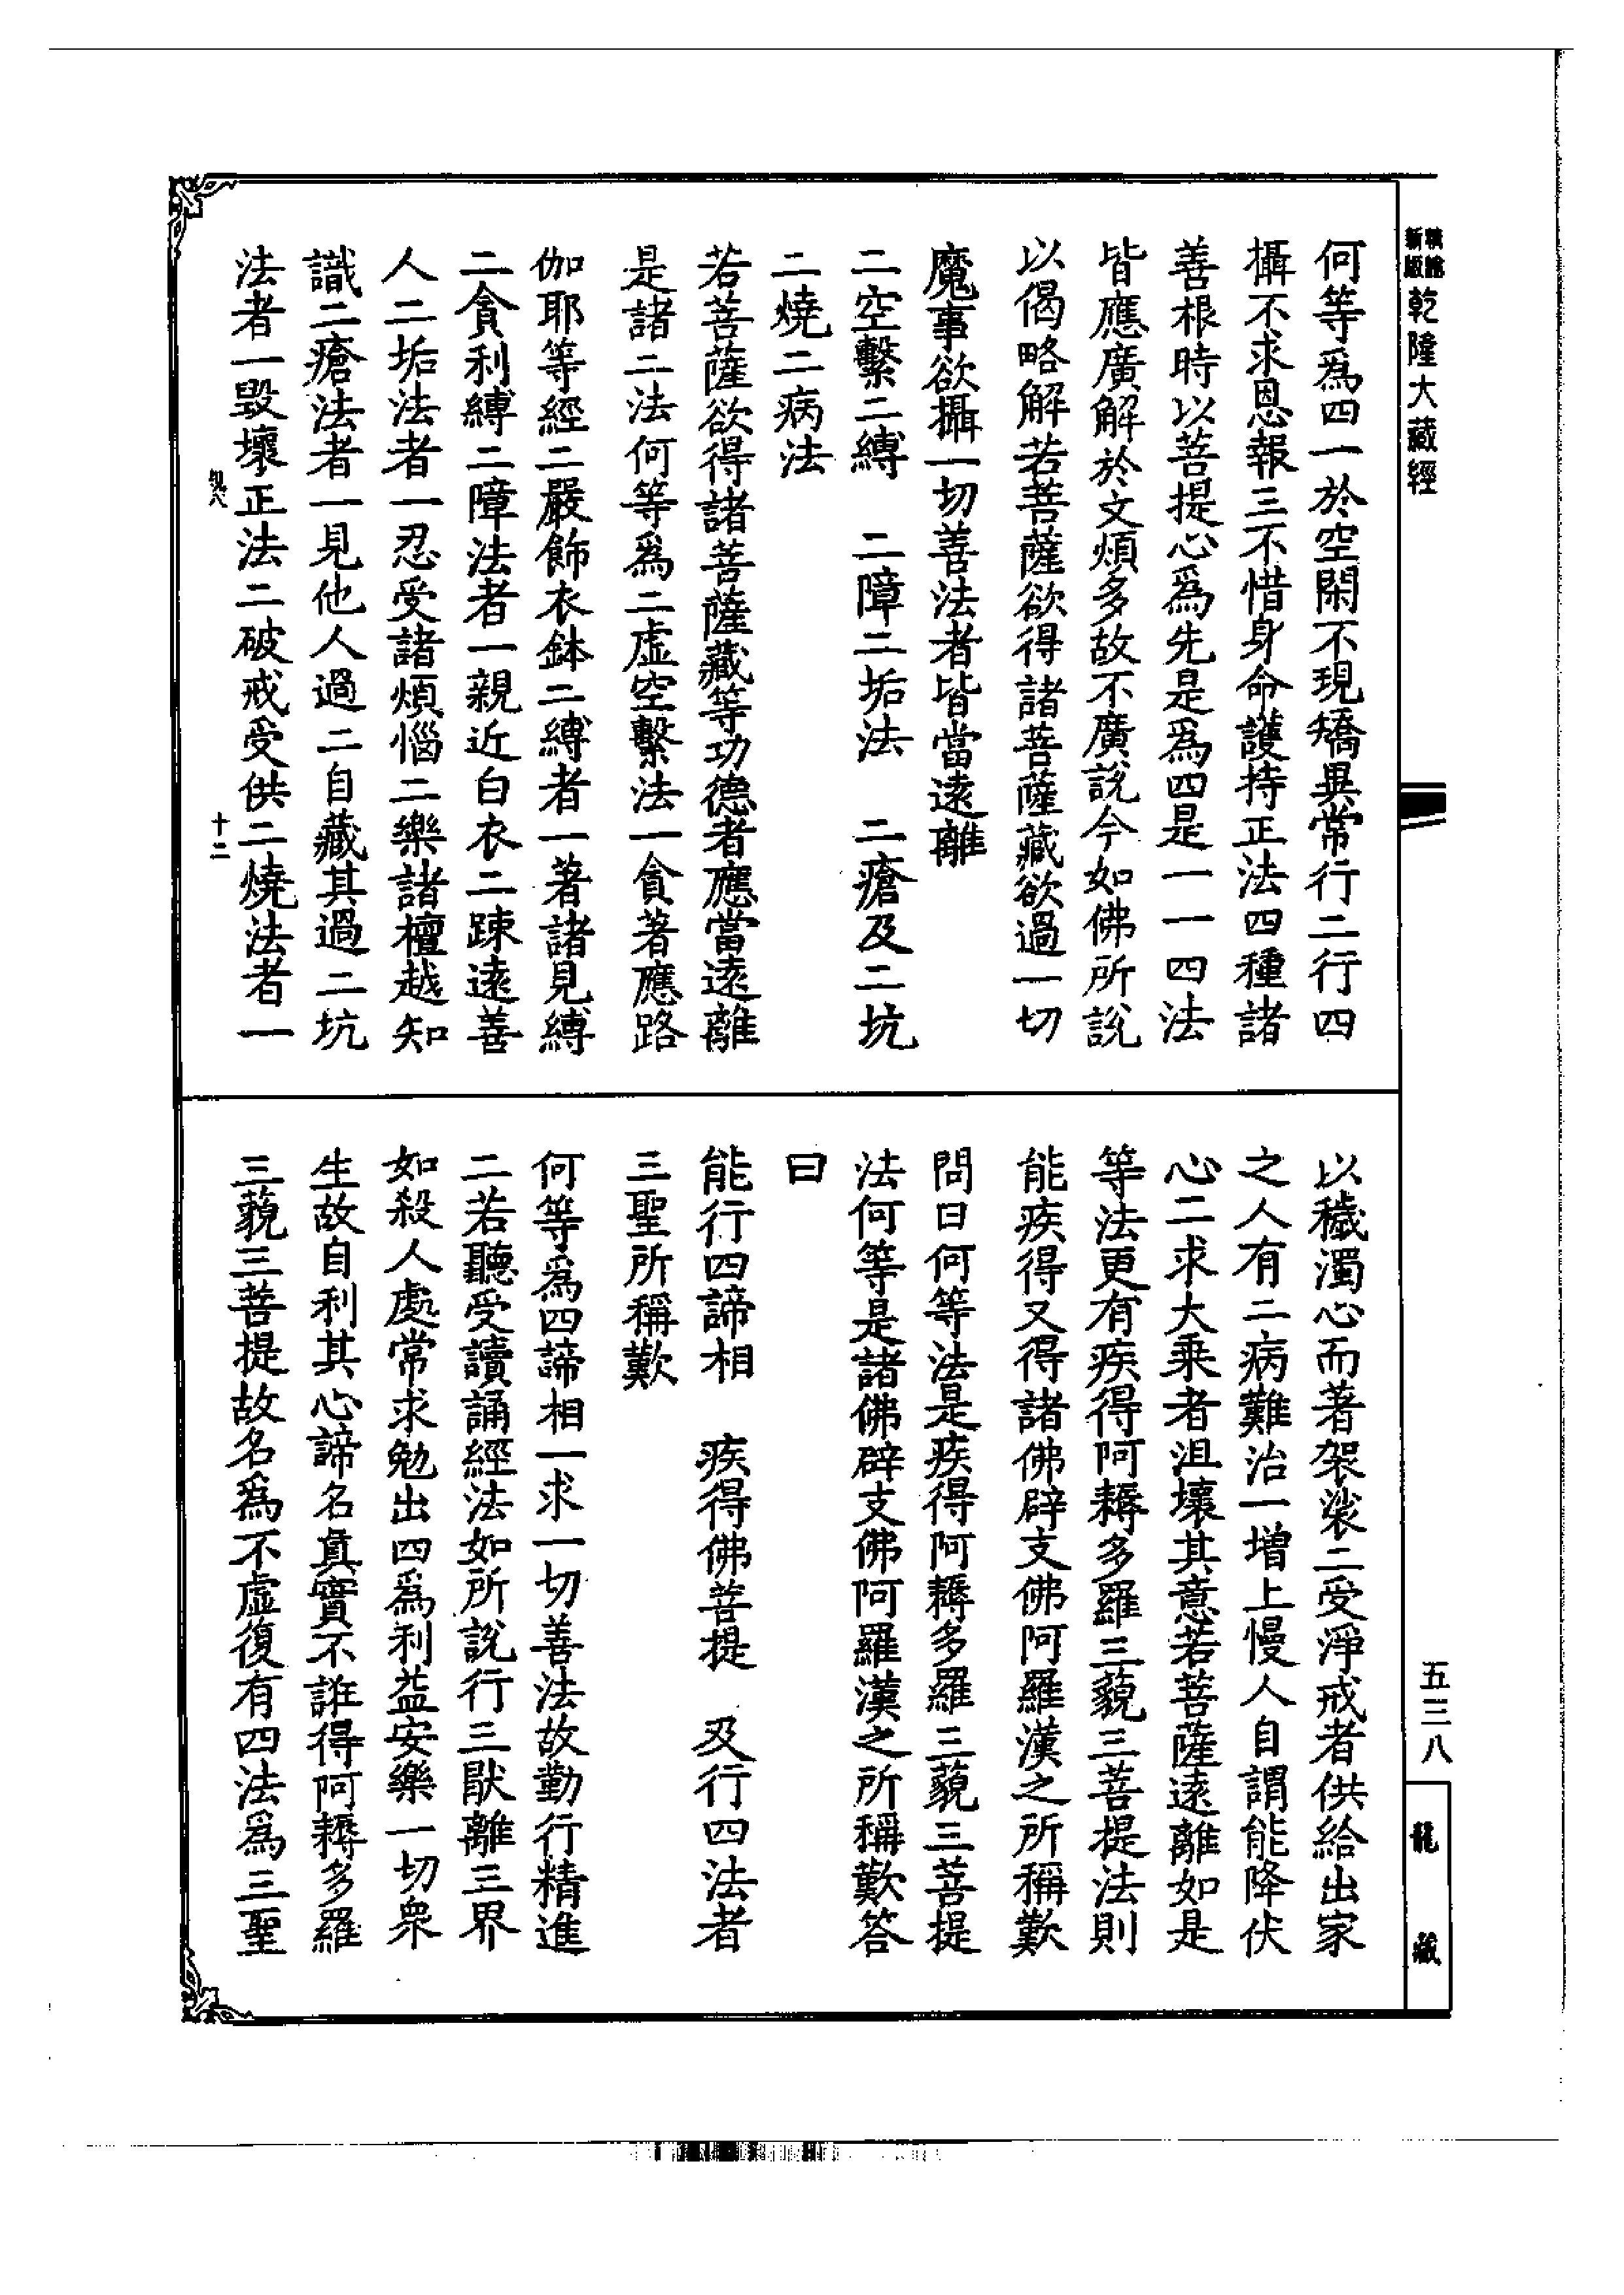 乾隆大藏經
何等爲四一於空閑不現矯異常行二行四
攝不求恩報三不惜身命護持正法四種諸
善根時以菩提心爲先是爲四是一一四法
皆應廣解於文煩多故不廣說今如佛所說
以偈略解若菩薩欲得諸菩薩藏欲過一切
魔事欲攝一切善法者皆當遠離
二空繫二縛　二障二垢法　二瘡及二坑
二燒二病法
若菩薩欲得諸菩薩藏等功德者應當遠離
是諸二法何等爲二虛空繫法一貪著應路
伽耶等經二嚴飾衣鉢二縛者一著諸見縛
二貪利縛二障法者一親近白衣二踈遠善
人二垢法者一忍受諸煩惱二樂諸檀越知
識二瘡法者一見他人過二自藏其過二坑
法者一毀壞正法二破戒受供二燒法者一
十二
以穢濁心而著袈裟二受淨戒者供給出家
之人有二病難治一增上慢人自謂能降伏
心二求大乘者沮壞其意若菩薩遠離如是
等法更有疾得阿耨多羅三藐三菩提法則
能疾得又得諸佛辟支佛阿羅漢之所稱歎
問曰何等法是疾得阿耨多羅三藐三菩提
法何等是諸佛辟支佛阿羅漢之所稱歎答
曰
能行四諦相　疾得佛菩提　及行四法者
三聖所稱歎
何等爲四諦相一求一切善法故勤行精進
二若聽受讀誦經法如所說行三厭離三界
如殺人處常求勉出四爲利益安樂一切衆
生故自利其心諦名真實不誑得阿耨多羅
三藐三菩提故名爲不虛復有四法爲三聖
五三八
龍藏